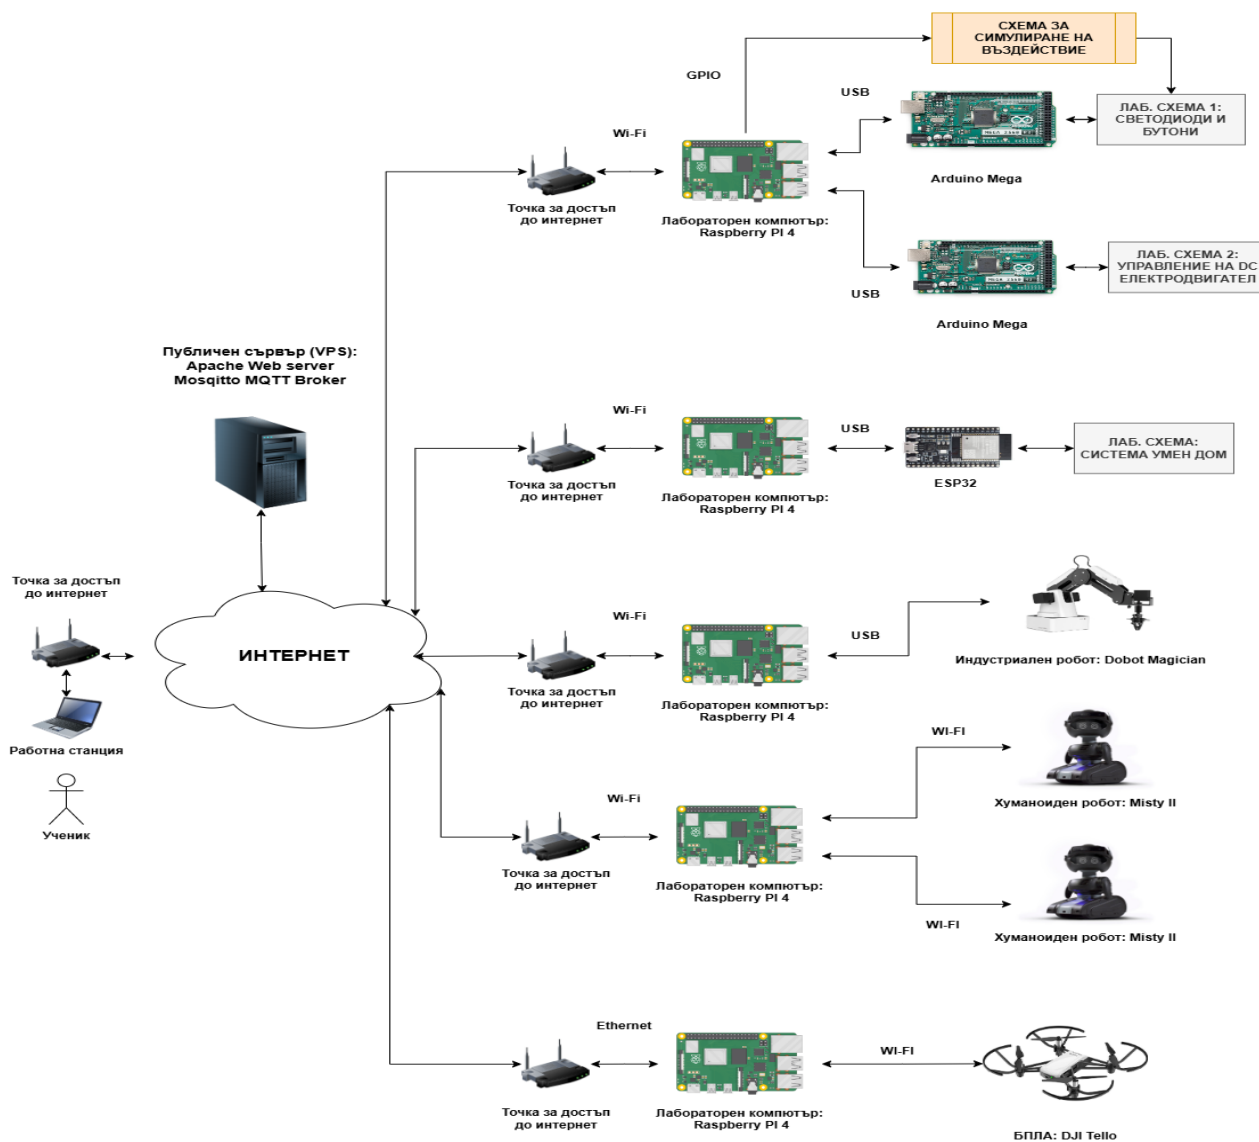 СХЕМА ЗА
СИМУЛИРАНЕ НА
ВЪЗДЕЙСТВИЕ
GPIO
USB
ЛАБ. СХЕМА 1:
СВЕТОДИОДИ И
БУТОНИ
Wi-Fi
Arduino Mega
Точка за достъп
до интернет
Лабораторен компютър:
Raspberry PI 4
ЛАБ. СХЕМА 2:
УПРАВЛЕНИЕ НА DC
ЕЛЕКТРОДВИГАТЕЛ
USB
Arduino Mega
Публичен сървър (VPS):
Apache Web server
Mosqitto MQTT Broker
Wi-Fi
USB
ЛАБ. СХЕМА:
СИСТЕМА УМЕН ДОМ
ESP32
Точка за достъп
до интернет
Лабораторен компютър:
Raspberry PI 4
Точка за достъп
до интернет
ИНТЕРНЕТ
Wi-Fi
USB
Индустриален робот: Dobot Magician
Точка за достъп
до интернет
Лабораторен компютър:
Raspberry PI 4
Работна станция
Ученик
WI-FI
Wi-Fi
Хуманоиден робот: Misty II
Точка за достъп
до интернет
Лабораторен компютър:
Raspberry PI 4
WI-FI
Хуманоиден робот: Misty II
Ethernet
WI-FI
Точка за достъп
до интернет
Лабораторен компютър:
Raspberry PI 4
БПЛА: DJI Tello